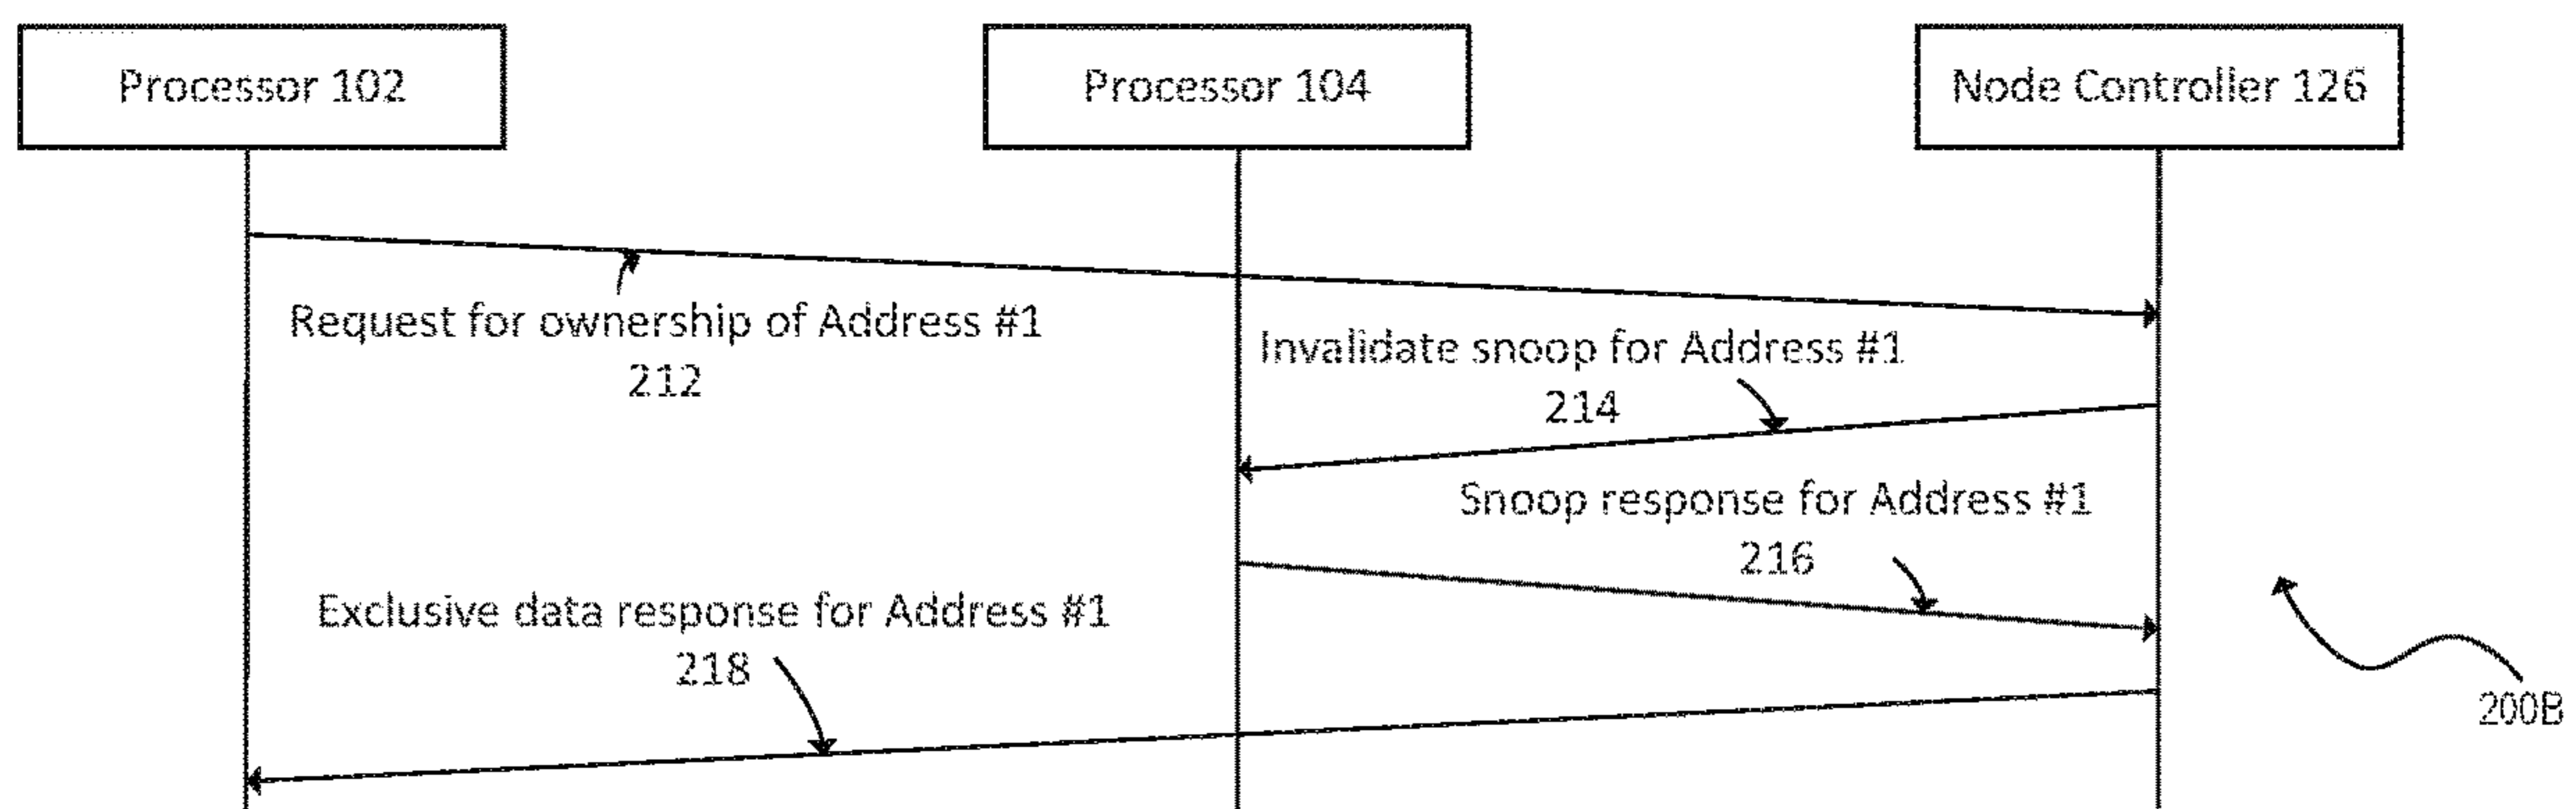 Processor 102
Processor 104
Node Controller 126
Request for ownership of Address #1
212
Invalidate snoop for Address #1
214
Snoop response for Address #1
216
Exclusive data response for Address #1
218
200B